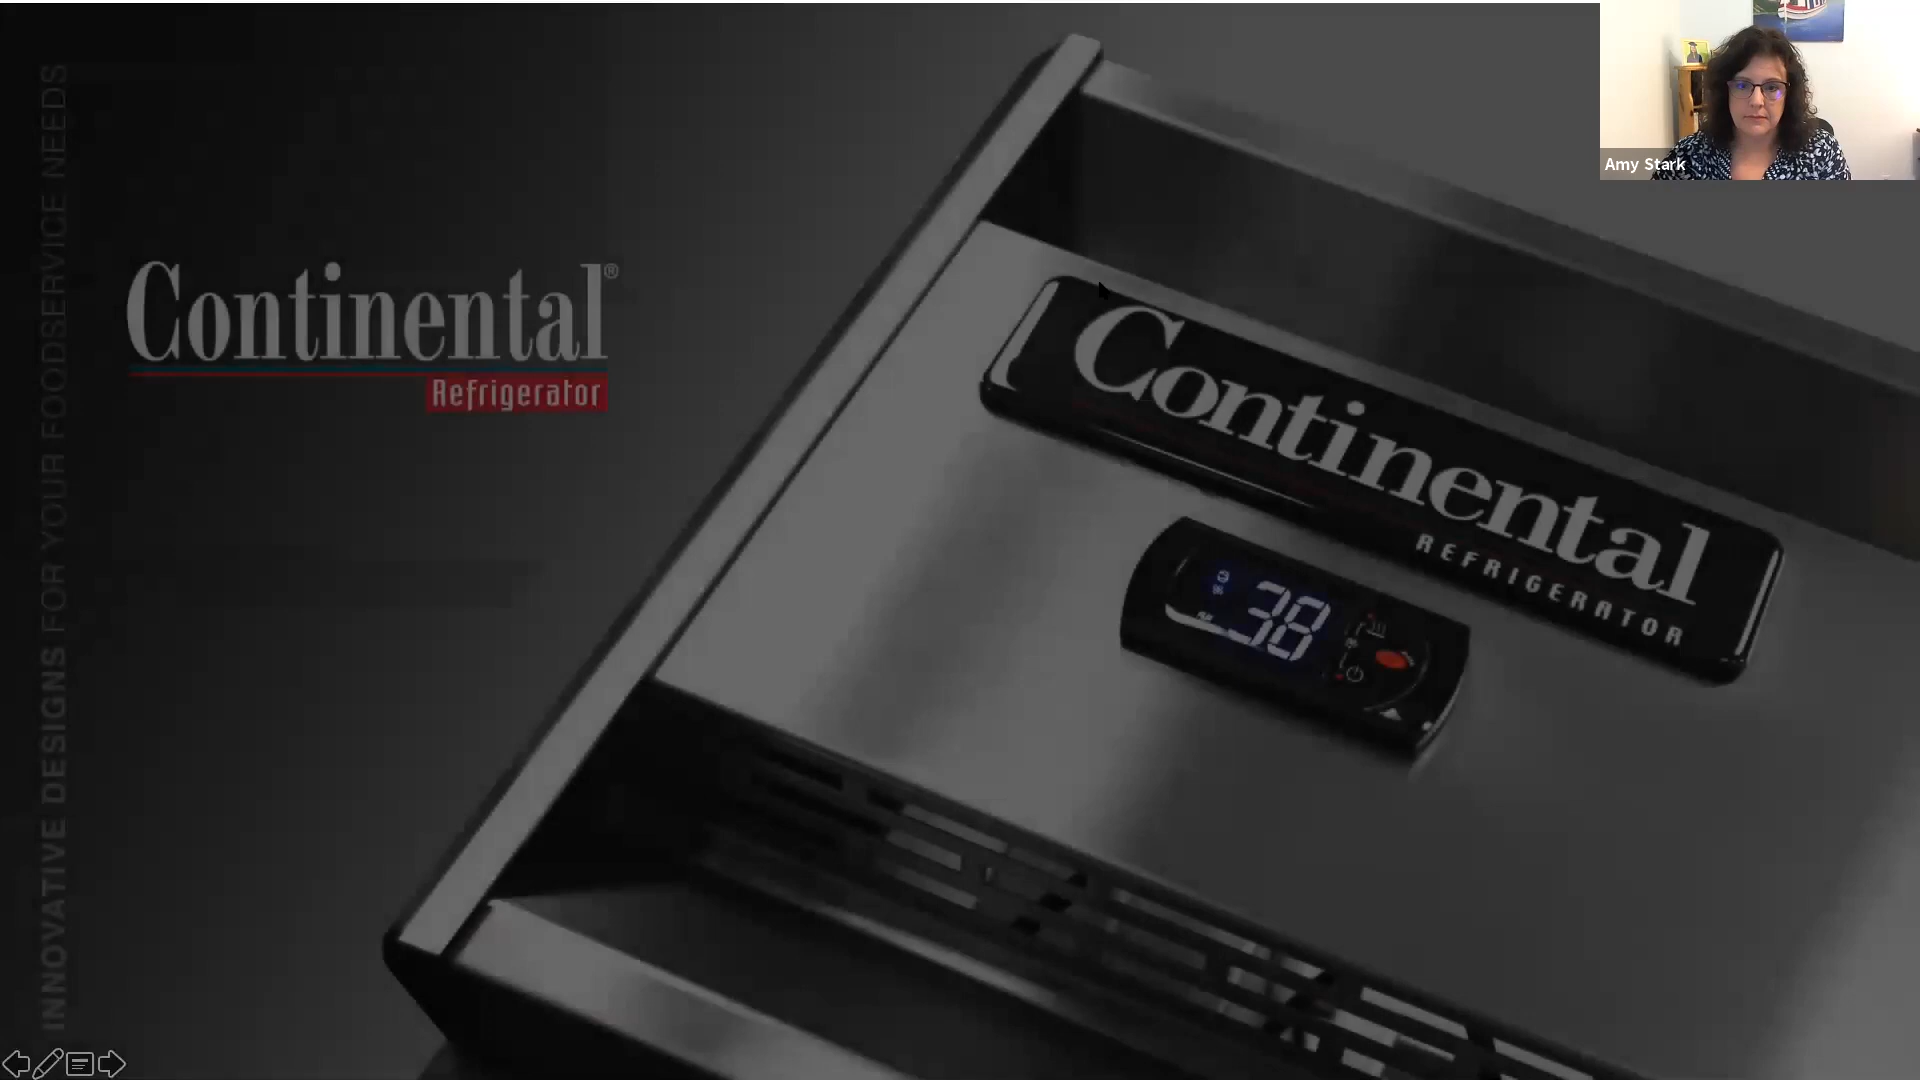 INNOVATIVE DESIGNS FOR YOUR FOODSERVICE NEEDS
Continental®
Refrigerator
Continental
REFRIGERATOR
38
Amy Stark